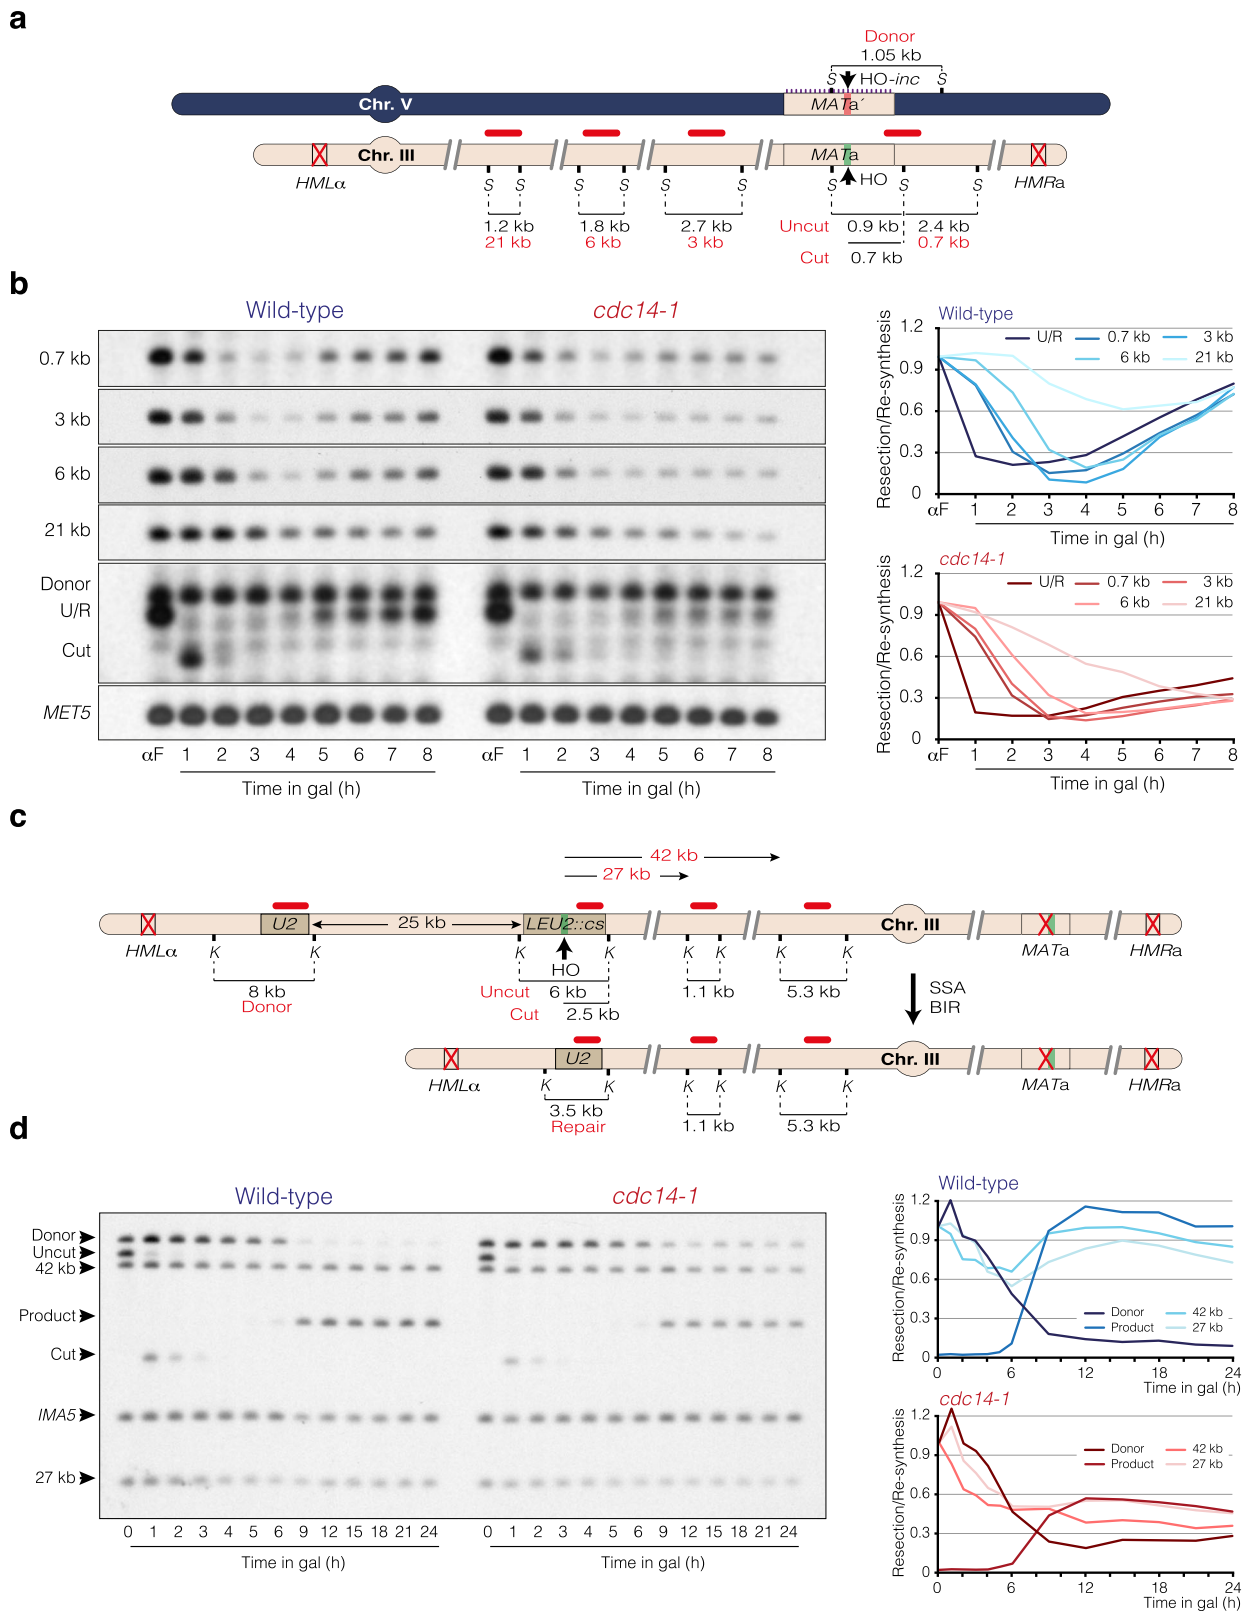 a
Donor
1.05 kb
S HO-inc S
Chr. V
MATa´
Chr. III
MATa
HMLα
S S S S S S S S S
HO
HMRa
1.2 kb 1.8 kb 2.7 kb Uncut 0.9 kb 2.4 kb
21 kb 6 kb 3 kb 0.7 kb
Cut 0.7 kb
b
Wild-type cdc14-1
0.7 kb
3 kb
6 kb
21 kb
Donor
U/R
Cut
MET5
αF 1 2 3 4 5 6 7 8 αF 1 2 3 4 5 6 7 8
Time in gal (h) Time in gal (h)
Wild-type
Resection/Re-synthesis
1.2
0.9
0.6
0.3
0
U/R 0.7 kb 3 kb
6 kb 21 kb
αF 1 2 3 4 5 6 7 8
Time in gal (h)
cdc14-1
Resection/Re-synthesis
1.2
0.9
0.6
0.3
0
U/R 0.7 kb 3 kb
6 kb 21 kb
αF 1 2 3 4 5 6 7 8
Time in gal (h)
c
42 kb
27 kb
U2 25 kb LEU2::cs Chr. III
HMLα K K K K K K K K MATa HMRa
HO
8 kb Uncut 6 kb 1.1 kb 5.3 kb
Donor Cut 2.5 kb
SSA
BIR
U2 Chr. III
HMLα K K K K K K MATa HMRa
3.5 kb 1.1 kb 5.3 kb
Repair
d
Wild-type cdc14-1
Donor
Uncut
42 kb
Product
Cut
IMA5
27 kb
0 1 2 3 4 5 6 9 12 15 18 21 24 0 1 2 3 4 5 6 9 12 15 18 21 24
Time in gal (h) Time in gal (h)
Wild-type
Resection/Re-synthesis
1.2
0.9
0.6
0.3
0
Donor 42 kb
Product 27 kb
0 6 12 18 24
Time in gal (h)
cdc14-1
Resection/Re-synthesis
1.2
0.9
0.6
0.3
0
Donor 42 kb
Product 27 kb
0 6 12 18 24
Time in gal (h)